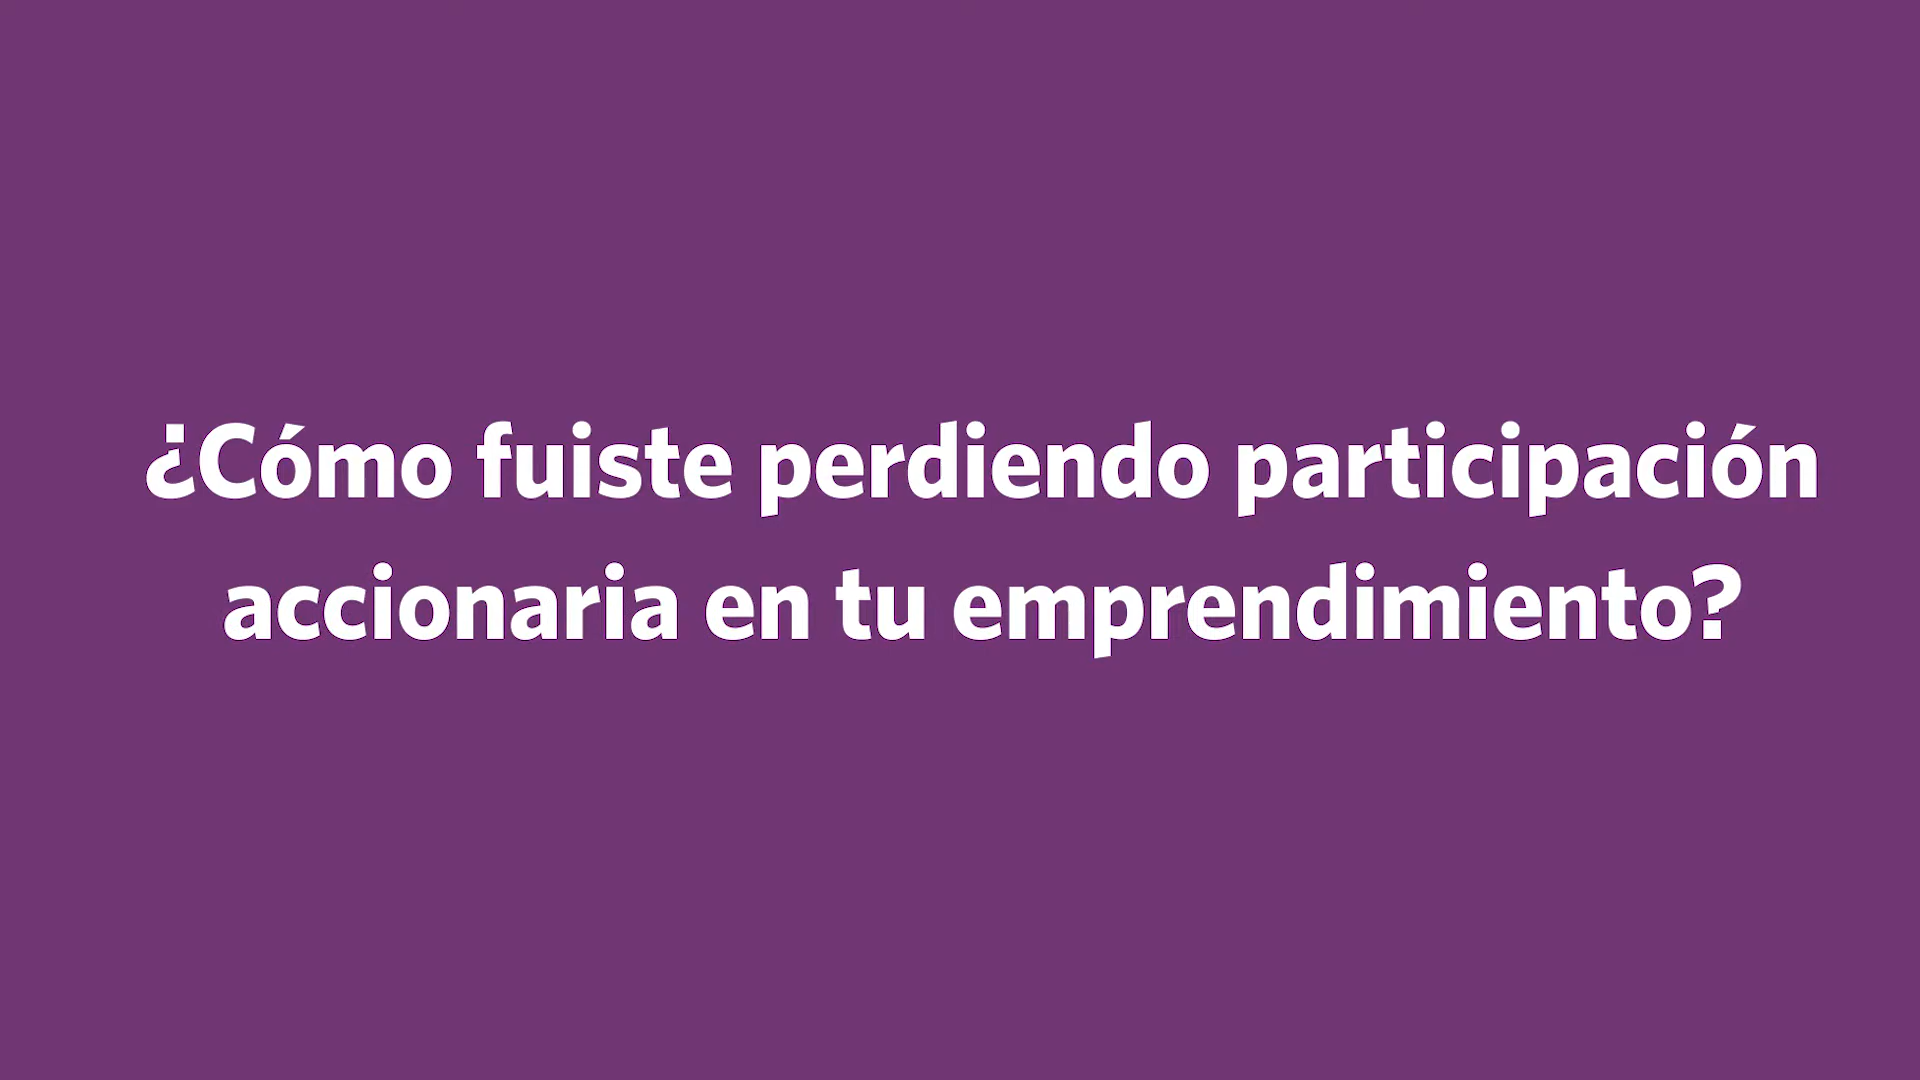 ¿Cómo fuiste perdiendo participación
accionaria en tu emprendimiento?